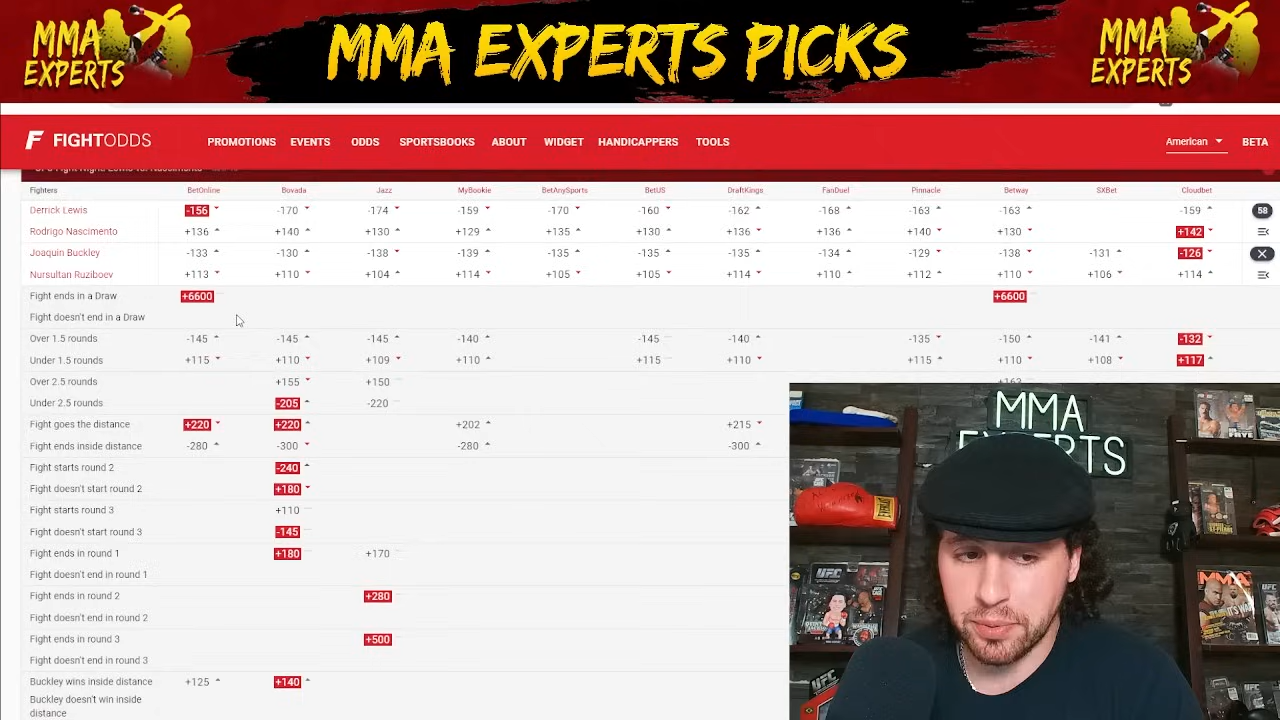 MMA EXPERTS
MMA EXPERTS PICKS
MMA EXPERTS
FIGHTODDS PROMOTIONS EVENTS ODDS SPORTSBOOKS ABOUT WIDGET HANDICAPPERS TOOLS American BETA
Fighters BetOnline Bovada Jazz MyBookie BetAnySports BetUS DraftKings FanDuel Pinnacle Betway SXBet Cloudbet
Derrick Lewis -156 -170 -174 -159 -170 -160 -162 -168 -163 -163 -159 58
Rodrigo Nascimento +136 +140 +130 +129 +135 +130 +136 +136 +140 +130 +142
Joaquin Buckley -133 -130 -138 -139 -135 -135 -135 -134 -129 -138 -131 -126
Nursultan Ruziboev +113 +110 +104 +114 +105 +105 +114 +110 +112 +110 +106 +114
Fight ends in a Draw +6600 +6600
Fight doesn't end in a Draw
Over 1.5 rounds -145 -145 -145 -140 -145 -140 -135 -150 -141 -132
Under 1.5 rounds +115 +110 +109 +110 +115 +110 +115 +110 +108 +117
Over 2.5 rounds +155 +150
Under 2.5 rounds -205 -220
Fight goes the distance +220 +220 +202 +215
Fight ends inside distance -280 -300 -280 -300
Fight starts round 2 -240
Fight doesn't start round 2 +180
Fight starts round 3 +110
Fight doesn't start round 3 -145
Fight ends in round 1 +180 +170
Fight doesn't end in round 1
Fight ends in round 2 +280
Fight doesn't end in round 2
Fight ends in round 3 +500
Fight doesn't end in round 3
Buckley wins inside distance +125 +140
Buckley doesn't win inside
distance
MMA
EXPERTS
EVERLAST
UFC
FRYE
MMA
UFC
UFC